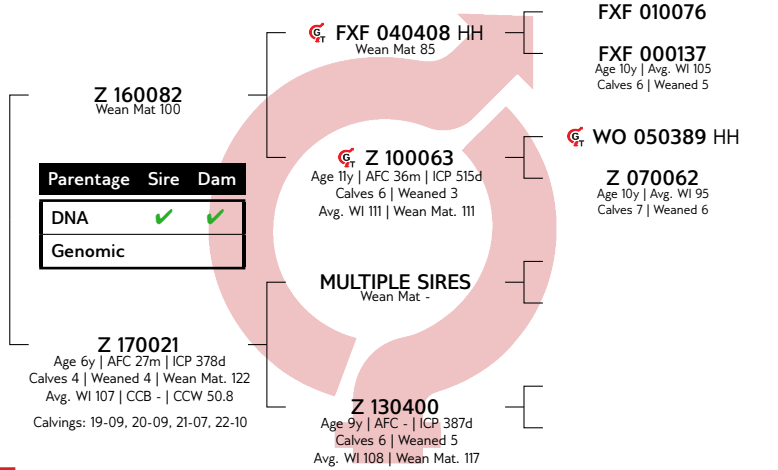 FXF 010076
G T FXF 040408 HH
Wean Mat 85
FXF 000137
Age 10y | Avg. WI 105
Calves 6 | Weaned 5
Z 160082
Wean Mat 100
G T WO 050389 HH
G T Z 100063
Age 11y | AFC 36m | ICP 515d
Calves 6 | Weaned 3
Avg. WI 111 | Wean Mat. 111
Z 070062
Age 10y | Avg. WI 95
Calves 7 | Weaned 6
Parentage Sire Dam
DNA ✔ ✔
Genomic
MULTIPLE SIRES
Wean Mat -
Z 170021
Age 6y | AFC 27m | ICP 378d
Calves 4 | Weaned 4 | Wean Mat. 122
Avg. WI 107 | CCB - | CCW 50.8
Calvings: 19-09, 20-09, 21-07, 22-10
Z 130400
Age 9y | AFC - | ICP 387d
Calves 6 | Weaned 5
Avg. WI 108 | Wean Mat. 117